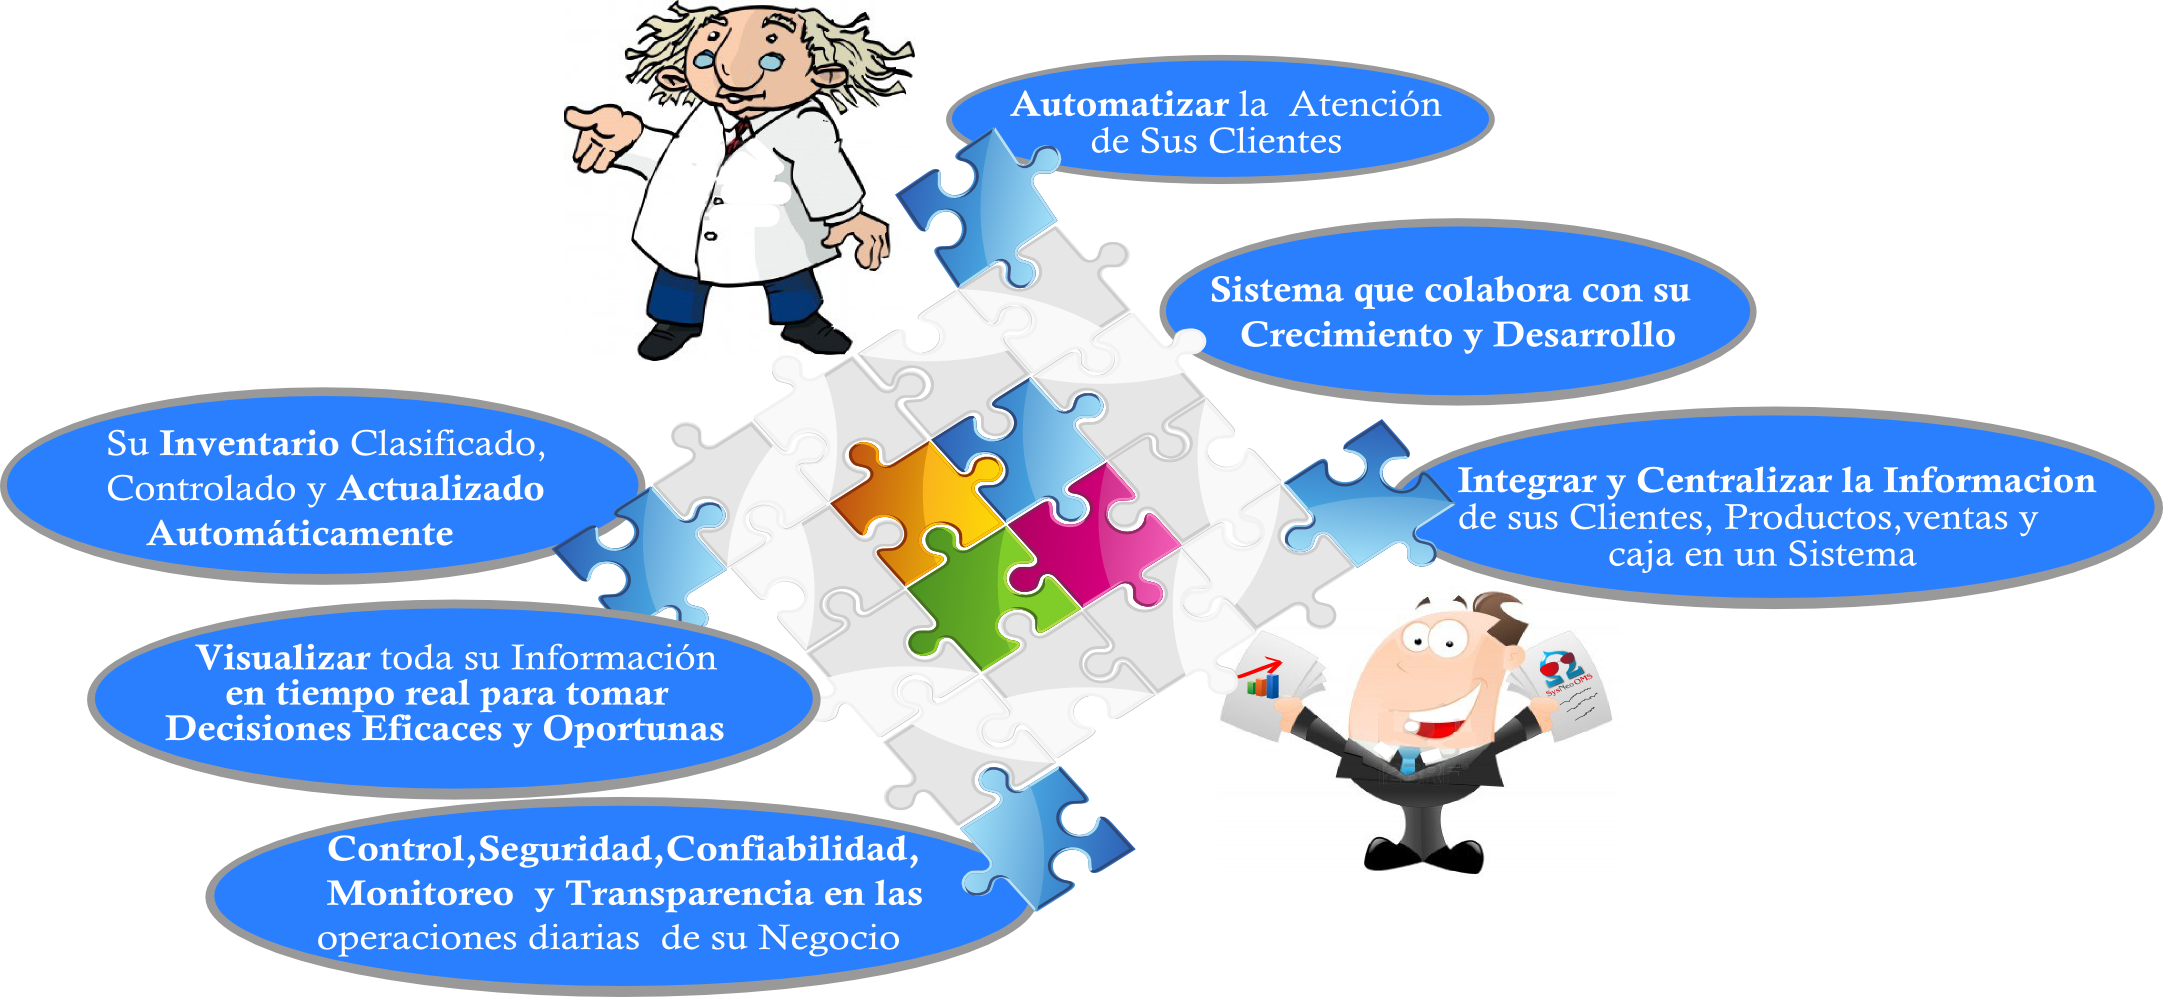 Automatizar la Atención
de Sus Clientes
Sistema que colabora con su
Crecimiento y Desarrollo
Su Inventario Clasificado,
Controlado y Actualizado
Automáticamente
Integrar y Centralizar la Informacion
de sus Clientes, Productos,ventas y
caja en un Sistema
Visualizar toda su Información
en tiempo real para tomar
Decisiones Eficaces y Oportunas
SysNeoOMS
Control,Seguridad,Confiabilidad,
Monitoreo y Transparencia en las
operaciones diarias de su Negocio